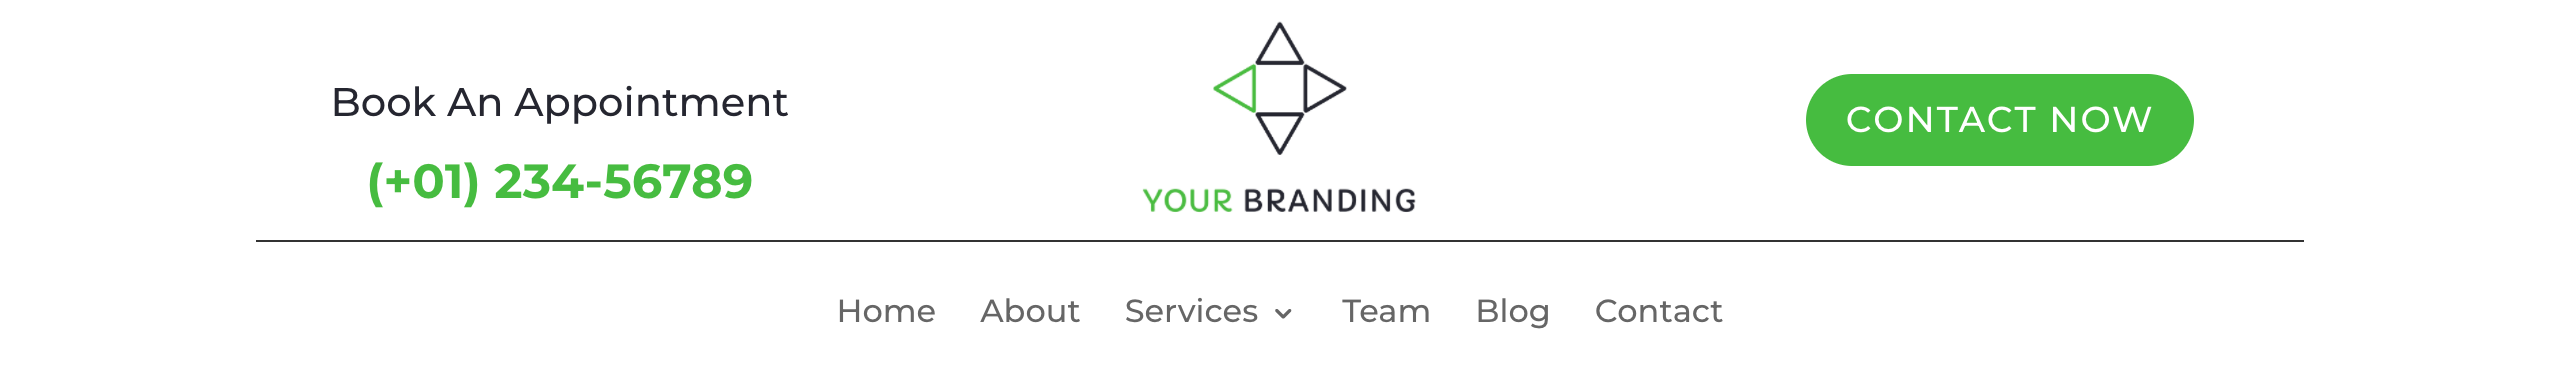 Book An Appointment
(+01) 234-56789
YOUR BRANDING
CONTACT NOW
Home About Services Team Blog Contact